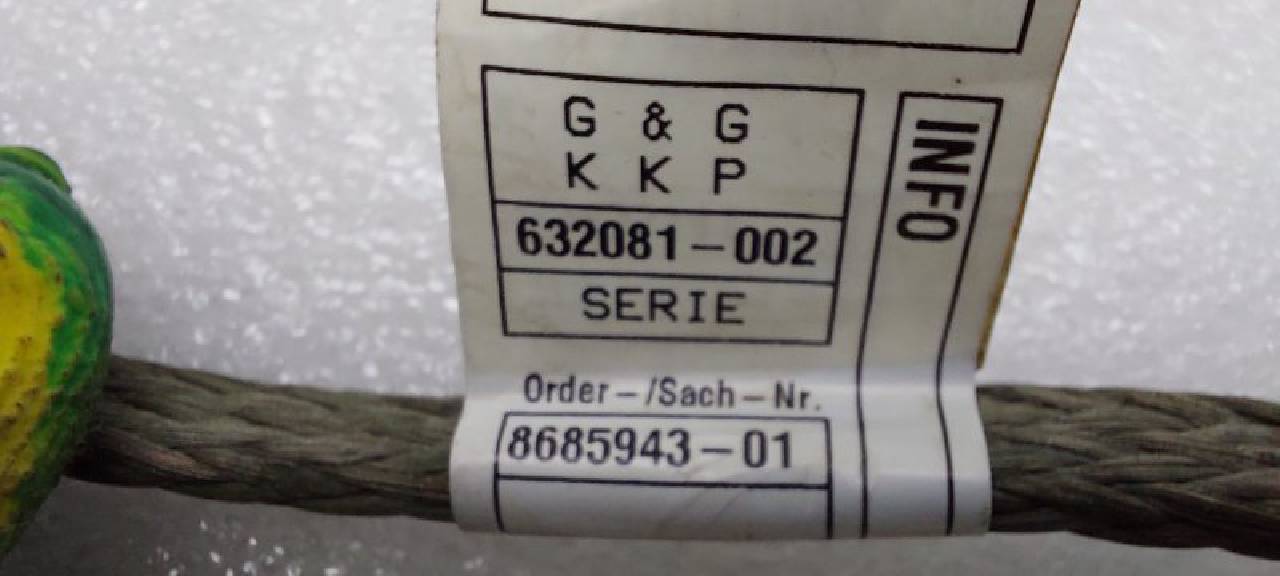 G & G
K K P
632081-002
SERIE
Order-/Sach-Nr.
8685943-01
INFO